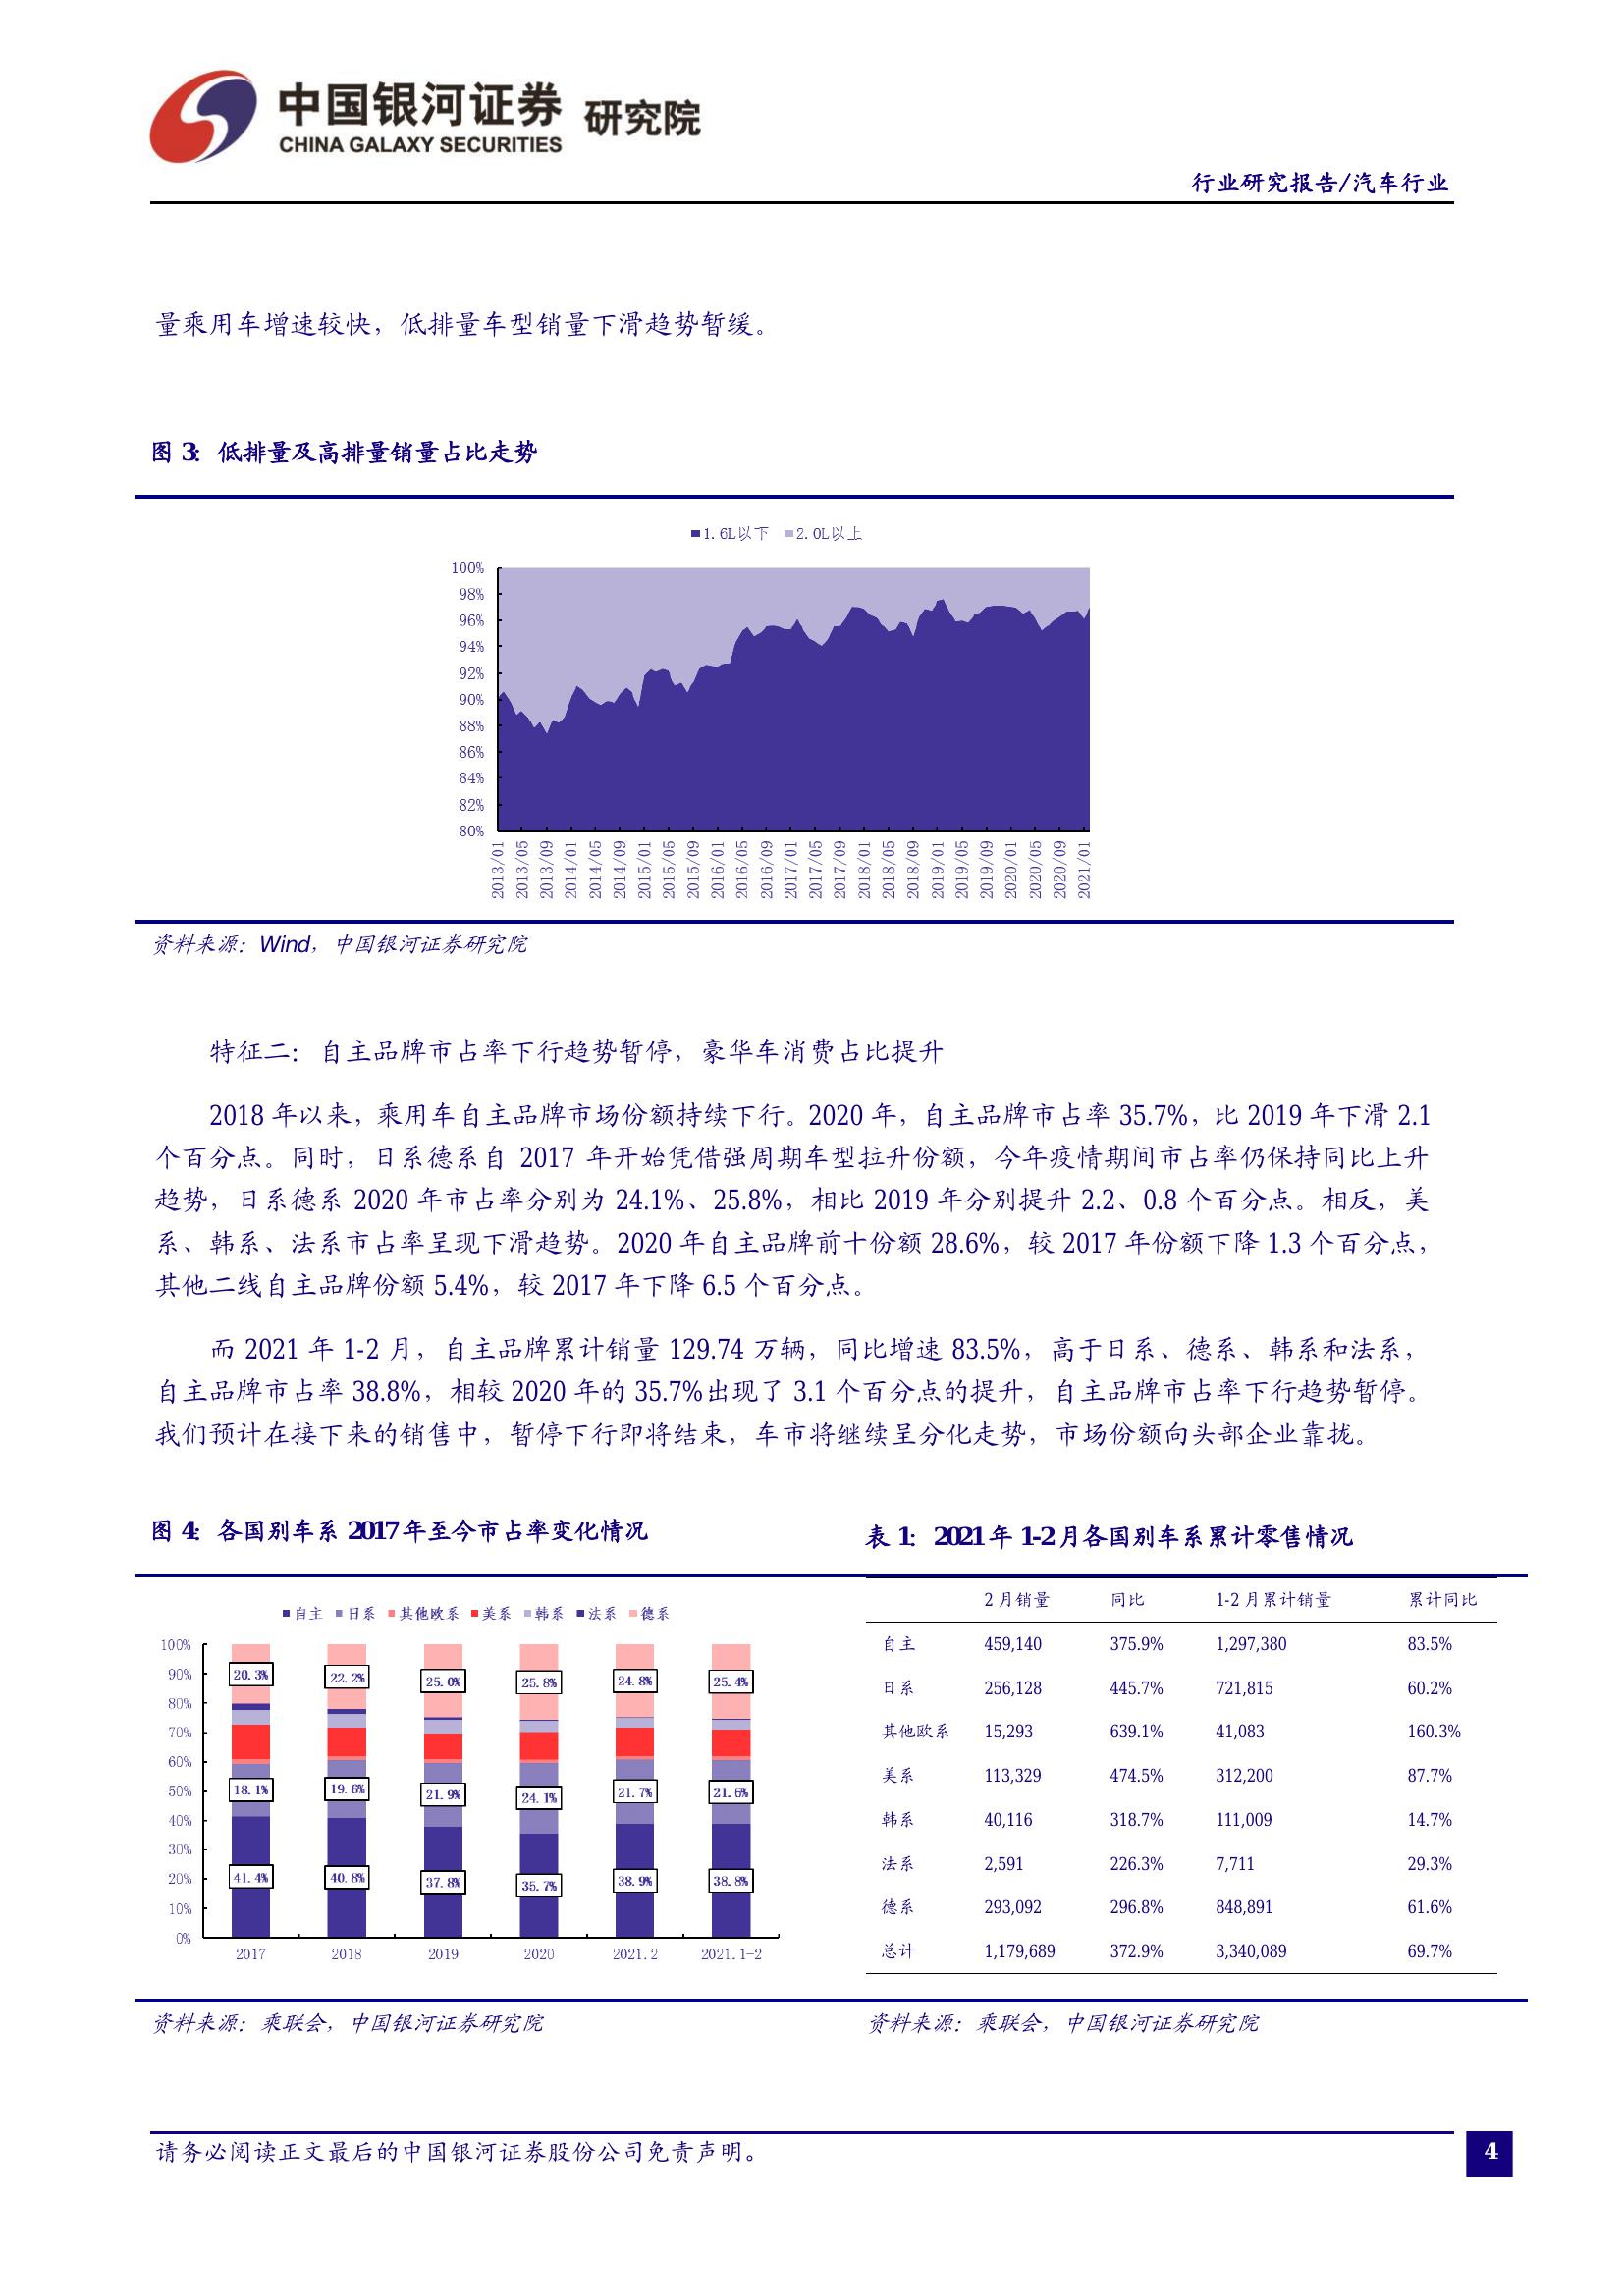 中国银河证券 研究院
CHINA GALAXY SECURITIES
行业研究报告/汽车行业
量乘用车增速较快，低排量车型销量下滑趋势暂缓。
图 3: 低排量及高排量销量占比走势
1.6L以下 2.0L以上
100%
98%
96%
94%
92%
90%
88%
86%
84%
82%
80%
2013/01 2013/05 2013/09 2014/01 2014/05 2014/09 2015/01 2015/05 2015/09 2016/01 2016/05 2016/09 2017/01 2017/05 2017/09 2018/01 2018/05 2018/09 2019/01 2019/05 2019/09 2020/01 2020/05 2020/09 2021/01
资料来源：Wind，中国银河证券研究院
特征二：自主品牌市占率下行趋势暂停，豪华车消费占比提升
2018 年以来，乘用车自主品牌市场份额持续下行。2020 年，自主品牌市占率 35.7%，比 2019 年下滑 2.1
个百分点。同时，日系德系自 2017 年开始凭借强周期车型拉升份额，今年疫情期间市占率仍保持同比上升
趋势，日系德系 2020 年市占率分别为 24.1%、25.8%，相比 2019 年分别提升 2.2、0.8 个百分点。相反，美
系、韩系、法系市占率呈现下滑趋势。2020 年自主品牌前十份额 28.6%，较 2017 年份额下降 1.3 个百分点，
其他二线自主品牌份额 5.4%，较 2017 年下降 6.5 个百分点。
而 2021 年 1-2 月，自主品牌累计销量 129.74 万辆，同比增速 83.5%，高于日系、德系、韩系和法系，
自主品牌市占率 38.8%，相较 2020 年的 35.7%出现了 3.1 个百分点的提升，自主品牌市占率下行趋势暂停。
我们预计在接下来的销售中，暂停下行即将结束，车市将继续呈分化走势，市场份额向头部企业靠拢。
图 4: 各国别车系 2017 年至今市占率变化情况
自主 日系 其他欧系 美系 韩系 法系 德系
100%
90%
80%
70%
60%
50%
40%
30%
20%
10%
0%
20.3% 22.2% 25.0% 25.8% 24.8% 25.4%
18.1% 19.6% 21.9% 24.1% 21.7% 21.6%
41.4% 40.8% 37.8% 35.7% 38.9% 38.8%
2017 2018 2019 2020 2021.2 2021.1-2
资料来源：乘联会，中国银河证券研究院
表 1: 2021 年 1-2 月各国别车系累计零售情况
2 月销量 同比 1-2 月累计销量 累计同比
自主 459,140 375.9% 1,297,380 83.5%
日系 256,128 445.7% 721,815 60.2%
其他欧系 15,293 639.1% 41,083 160.3%
美系 113,329 474.5% 312,200 87.7%
韩系 40,116 318.7% 111,009 14.7%
法系 2,591 226.3% 7,711 29.3%
德系 293,092 296.8% 848,891 61.6%
总计 1,179,689 372.9% 3,340,089 69.7%
资料来源：乘联会，中国银河证券研究院
请务必阅读正文最后的中国银河证券股份公司免责声明。
4